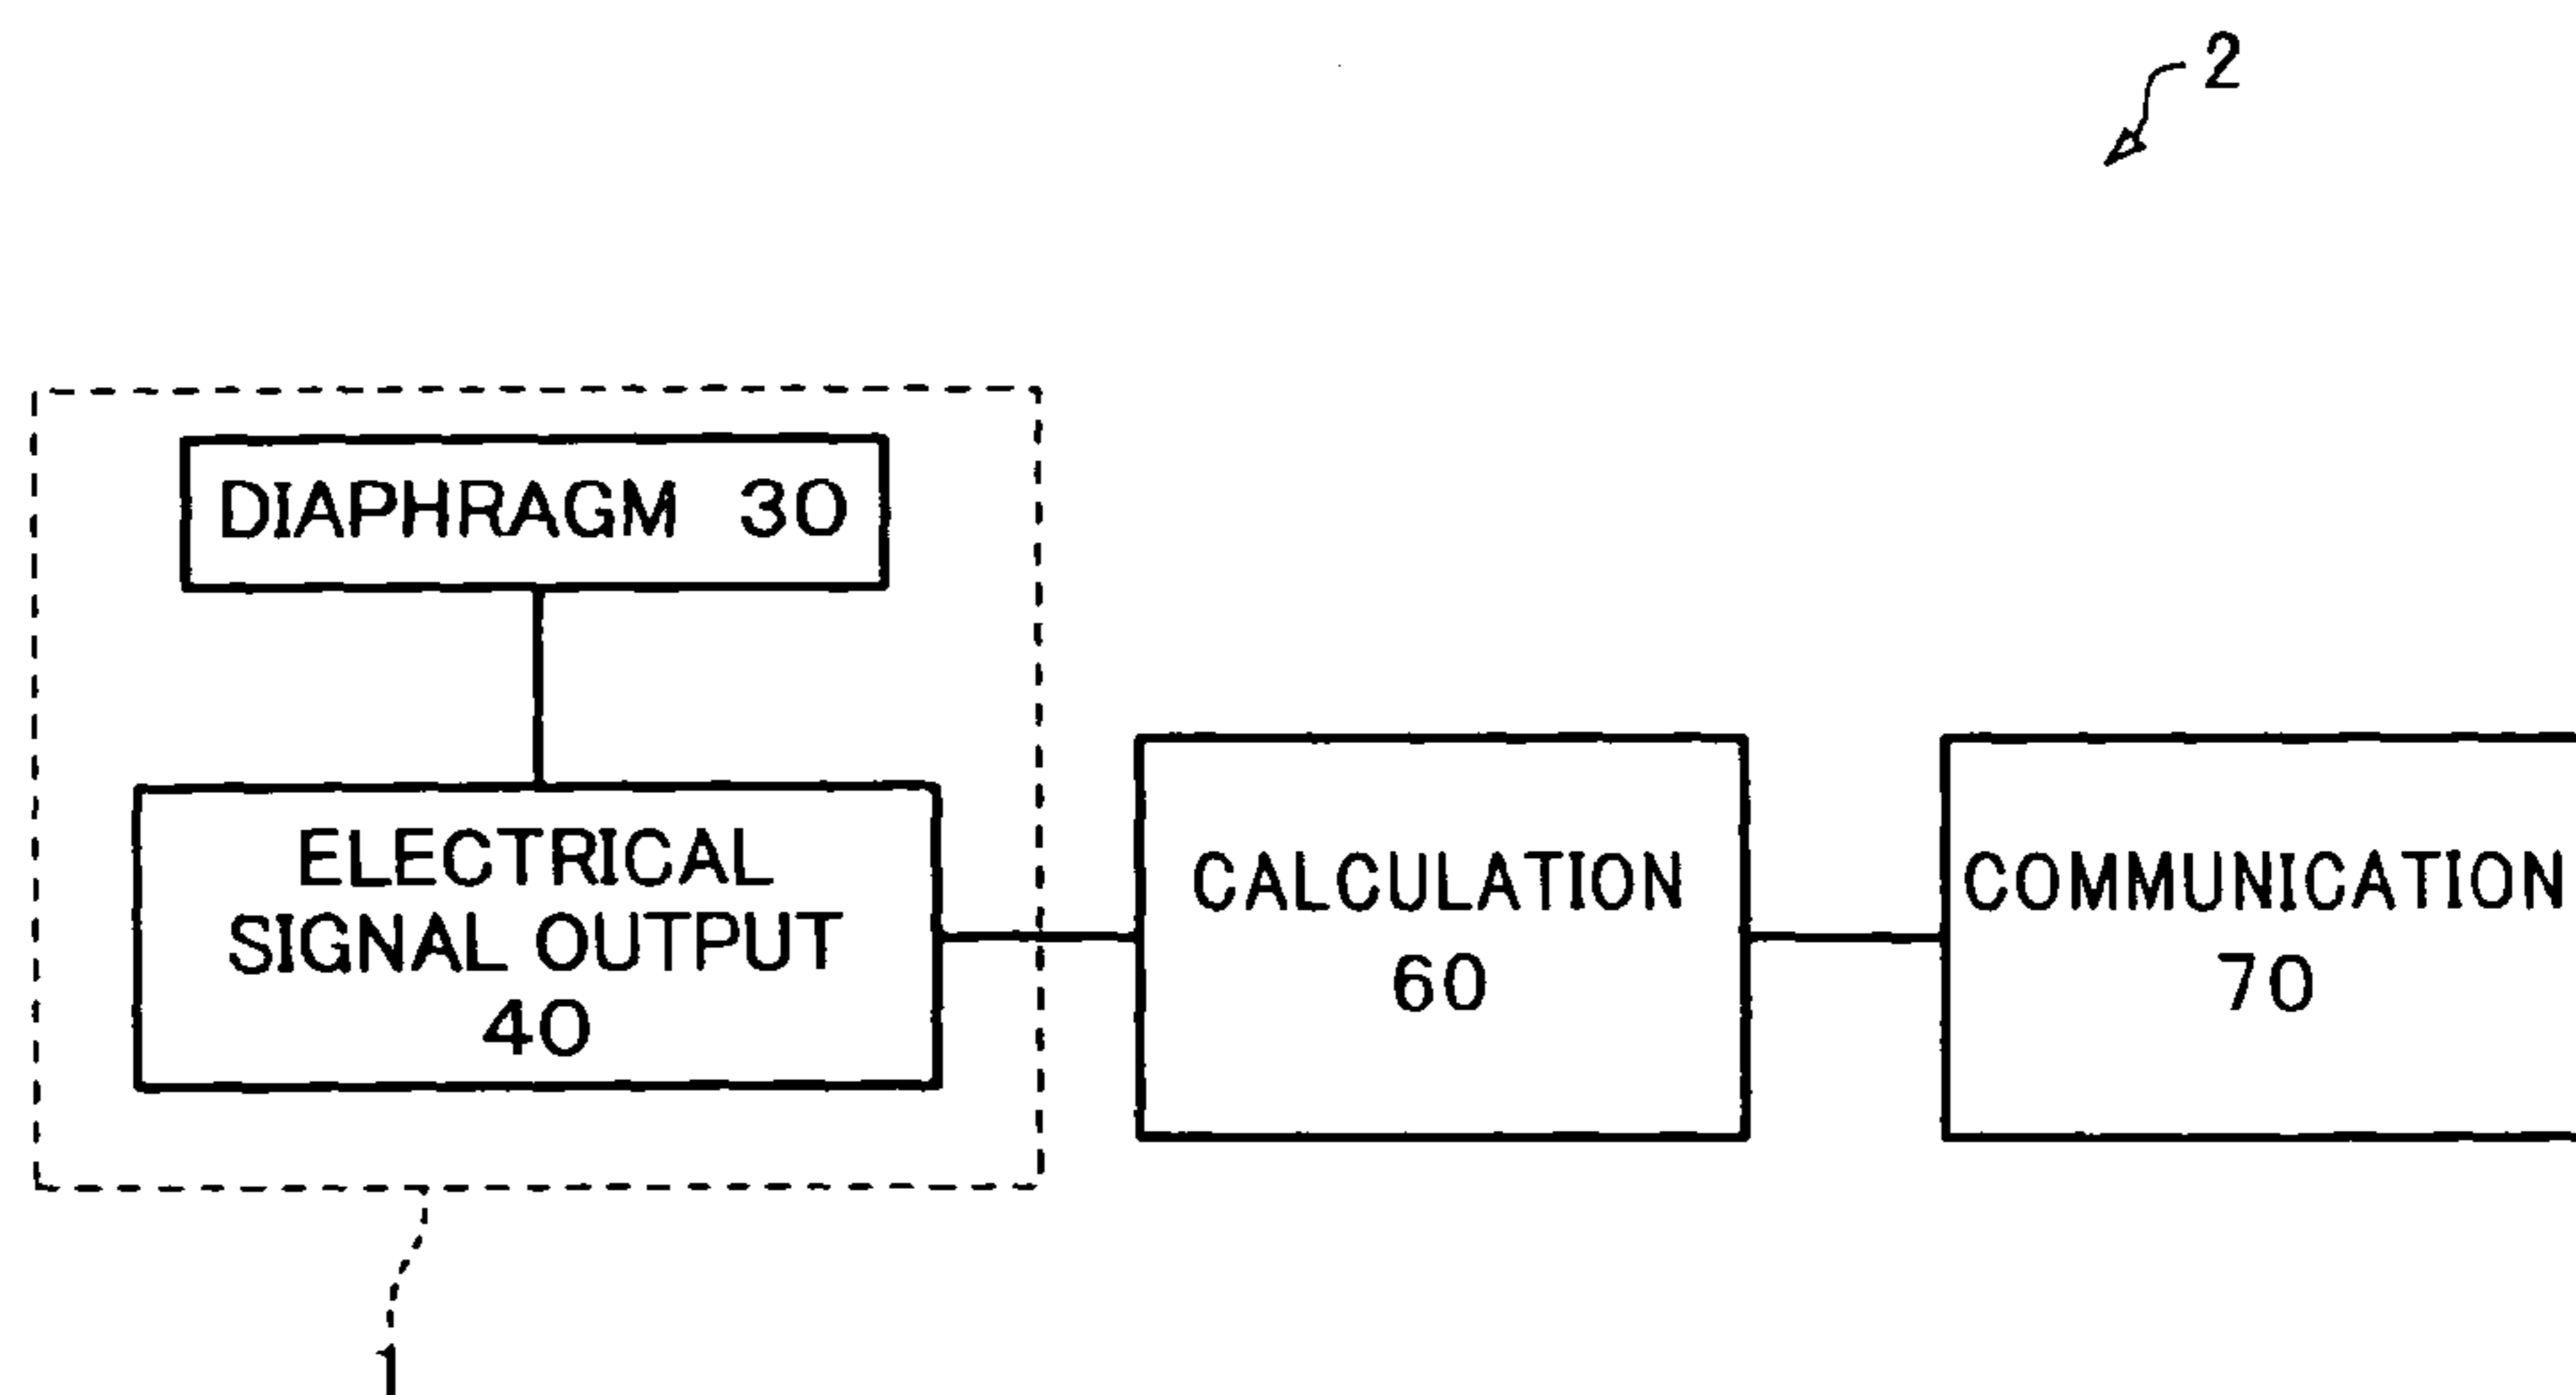 2
DIAPHRAGM 30
ELECTRICAL
SIGNAL OUTPUT
40
CALCULATION
60
COMMUNICATION
70
1